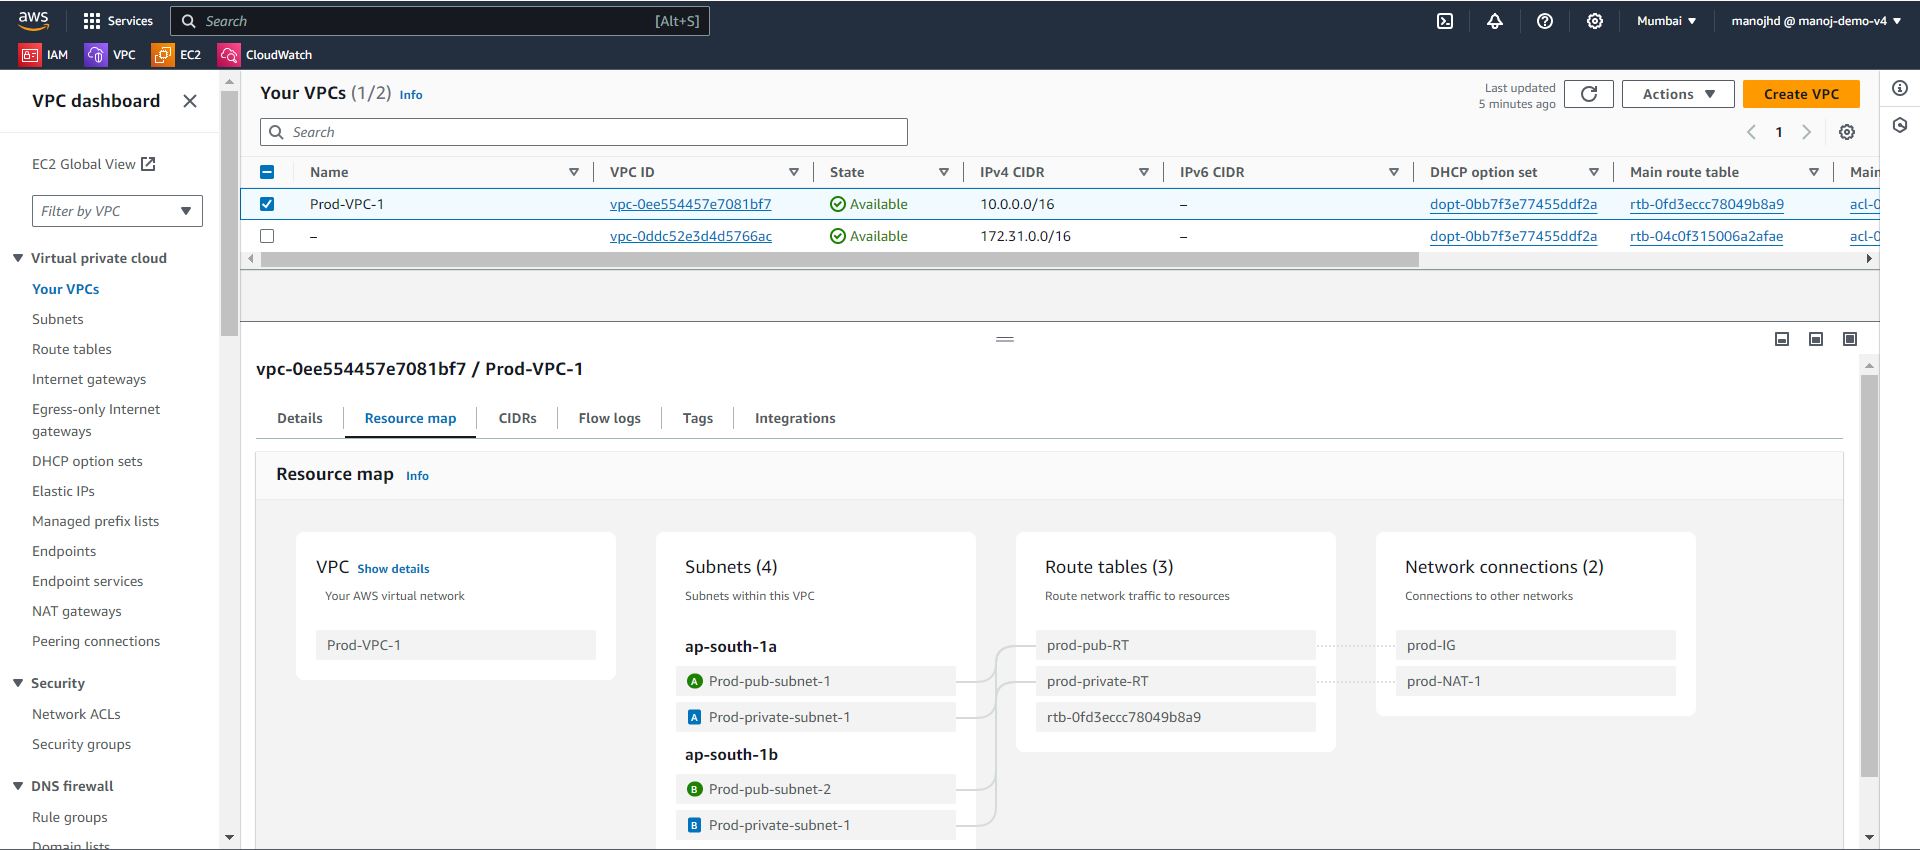 aws
Services
Search [Alt+S]
Mumbai
manojhd @ manoj-demo-v4
IAM
VPC
EC2
CloudWatch
VPC dashboard
EC2 Global View
Filter by VPC
Virtual private cloud
Your VPCs
Subnets
Route tables
Internet gateways
Egress-only Internet
gateways
DHCP option sets
Elastic IPs
Managed prefix lists
Endpoints
Endpoint services
NAT gateways
Peering connections
Security
Network ACLs
Security groups
DNS firewall
Rule groups
Domain lists
Your VPCs (1/2) Info
Last updated
5 minutes ago
Actions
Create VPC
Search
1
Name VPC ID State IPv4 CIDR IPv6 CIDR DHCP option set Main route table Main
Prod-VPC-1 vpc-0ee554457e7081bf7 Available 10.0.0.0/16 – dopt-0bb7f3e77455ddf2a rtb-0fd3eccc78049b8a9 acl-0
– vpc-0ddc52e3d4d5766ac Available 172.31.0.0/16 – dopt-0bb7f3e77455ddf2a rtb-04c0f315006a2afae acl-0
vpc-0ee554457e7081bf7 / Prod-VPC-1
Details Resource map CIDRs Flow logs Tags Integrations
Resource map Info
VPC Show details
Your AWS virtual network
Prod-VPC-1
Subnets (4)
Subnets within this VPC
ap-south-1a
A Prod-pub-subnet-1
A Prod-private-subnet-1
ap-south-1b
B Prod-pub-subnet-2
B Prod-private-subnet-1
Route tables (3)
Route network traffic to resources
prod-pub-RT
prod-private-RT
rtb-0fd3eccc78049b8a9
Network connections (2)
Connections to other networks
prod-IG
prod-NAT-1